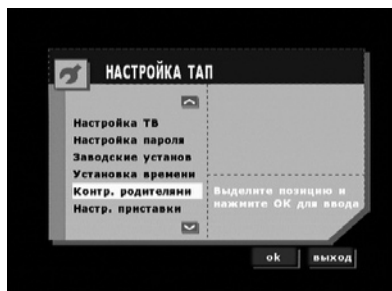 НАСТРОЙКА ТАП
Настройка ТВ
Настройка пароля
Заводские установ
Установка времени
Контр. родителями
Настр. приставки
Выделите позицию и
нажмите ОК для ввода
ok
выход